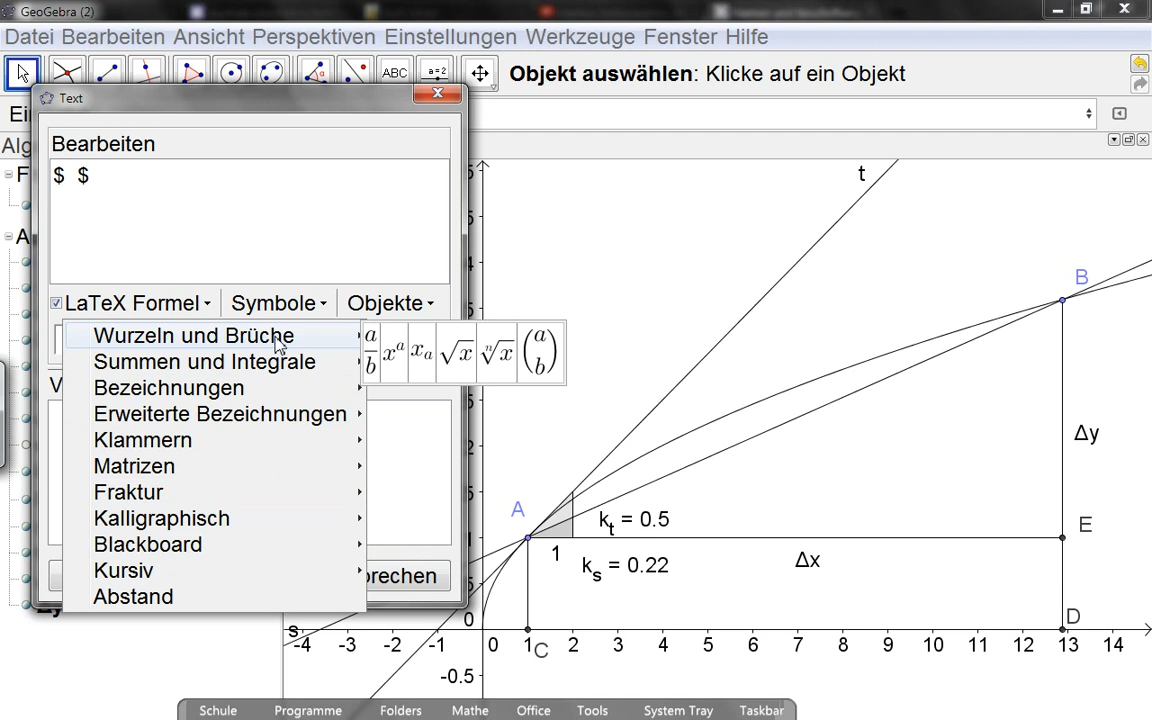 GeoGebra (2)
Datei Bearbeiten Ansicht Perspektiven Einstellungen Werkzeuge Fenster Hilfe
ABC
a=2
Objekt auswählen: Klicke auf ein Objekt
Ei
Text
Alg
Bearbeiten
$ $
F
A
LaTeX Formel
Symbole
Objekte
Wurzeln und Brüche
Summen und Integrale
Bezeichnungen
Erweiterte Bezeichnungen
Klammern
Matrizen
Fraktur
Kalligraphisch
Blackboard
Kursiv
Abstand
a/b x^a x_a √x ⁿ√x (a b)
V
brechen
t
B
Δy
A
k_t = 0.5
E
1
Δx
k_s = 0.22
D
s
C
0
-4 -3 -2 -1 0 1 2 3 4 5 6 7 8 9 10 11 12 13 14
-0.5
Schule Programme Folders Mathe Office Tools System Tray Taskbar